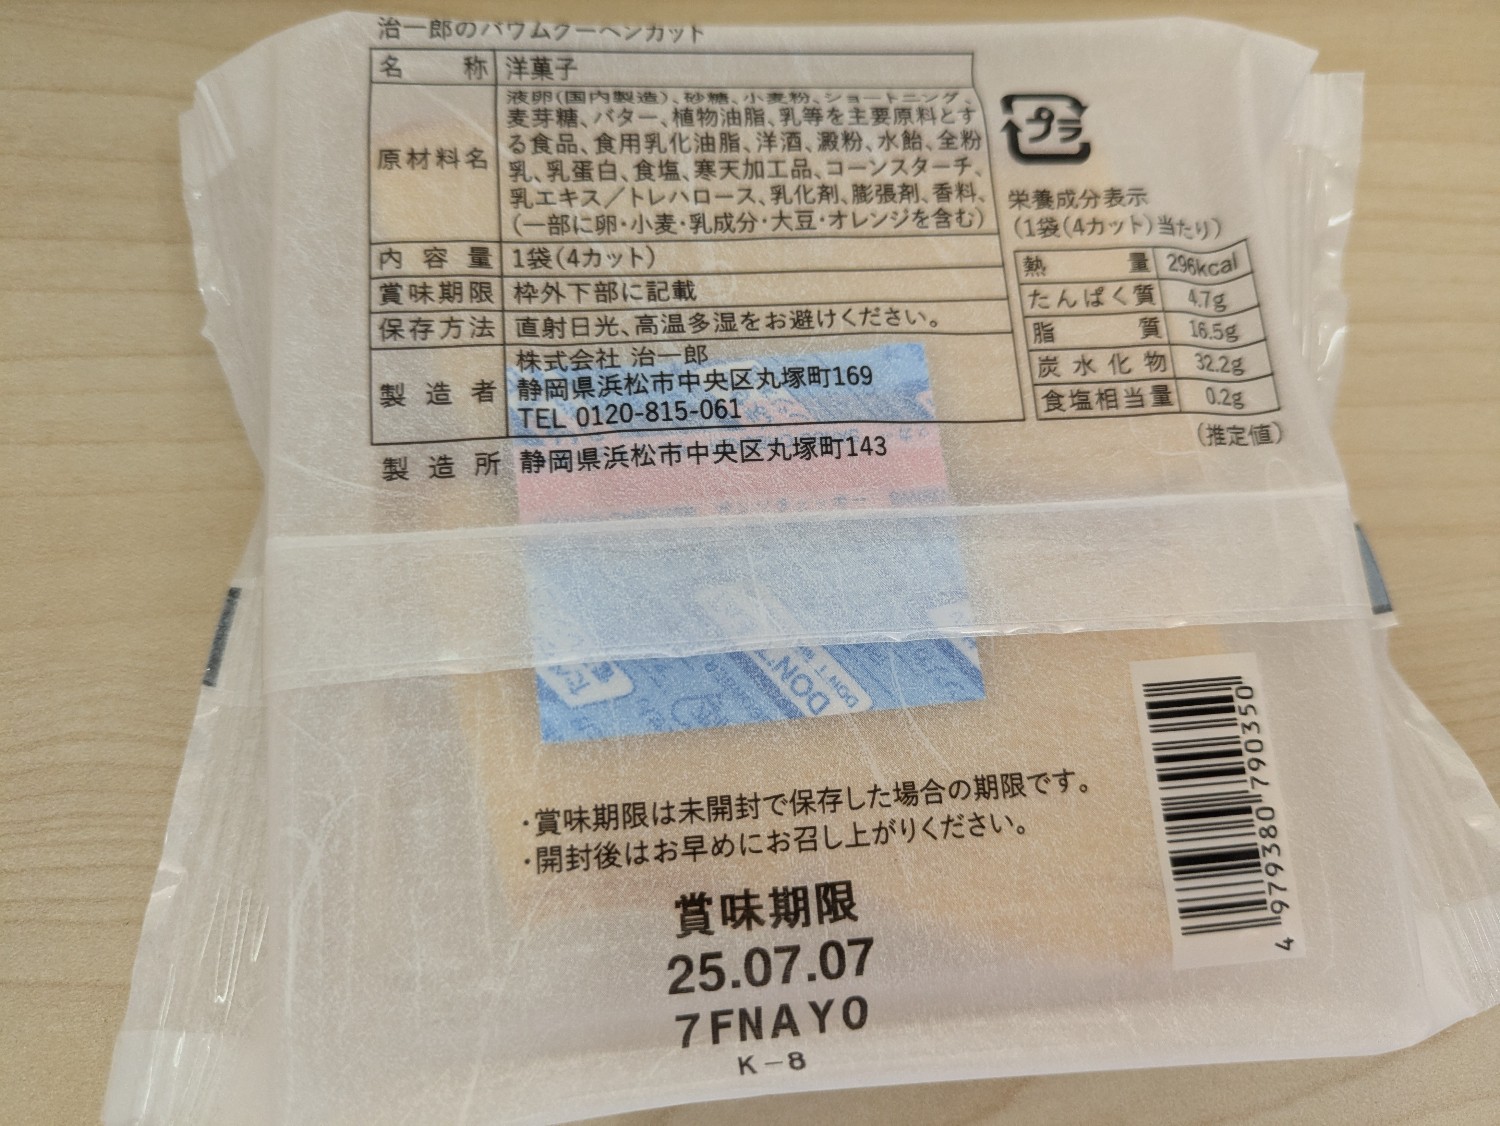 治一郎のバウムクーヘンカット
名称 洋菓子
原材料名
液卵(国内製造)、砂糖、小麦粉、ショートニング、
麦芽糖、バター、植物油脂、乳等を主要原料とす
る食品、食用乳化油脂、洋酒、澱粉、水飴、全粉
乳、乳蛋白、食塩、寒天加工品、コーンスターチ、
乳エキス/トレハロース、乳化剤、膨張剤、香料、
(一部に卵・小麦・乳成分・大豆・オレンジを含む)
内容量 1袋(4カット)
賞味期限 枠外下部に記載
保存方法 直射日光、高温多湿をお避けください。
製造者
株式会社 治一郎
静岡県浜松市中央区丸塚町169
TEL 0120-815-061
製造所 静岡県浜松市中央区丸塚町143
プラ
栄養成分表示
(1袋(4カット)当たり)
熱量 296kcal
たんぱく質 4.7g
脂質 16.5g
炭水化物 32.2g
食塩相当量 0.2g
(推定値)
DON'T
DON'T
・賞味期限は未開封で保存した場合の期限です。
・開封後はお早めにお召し上がりください。
賞味期限
25.07.07
7FNAY0
K-8
4 979380 790350